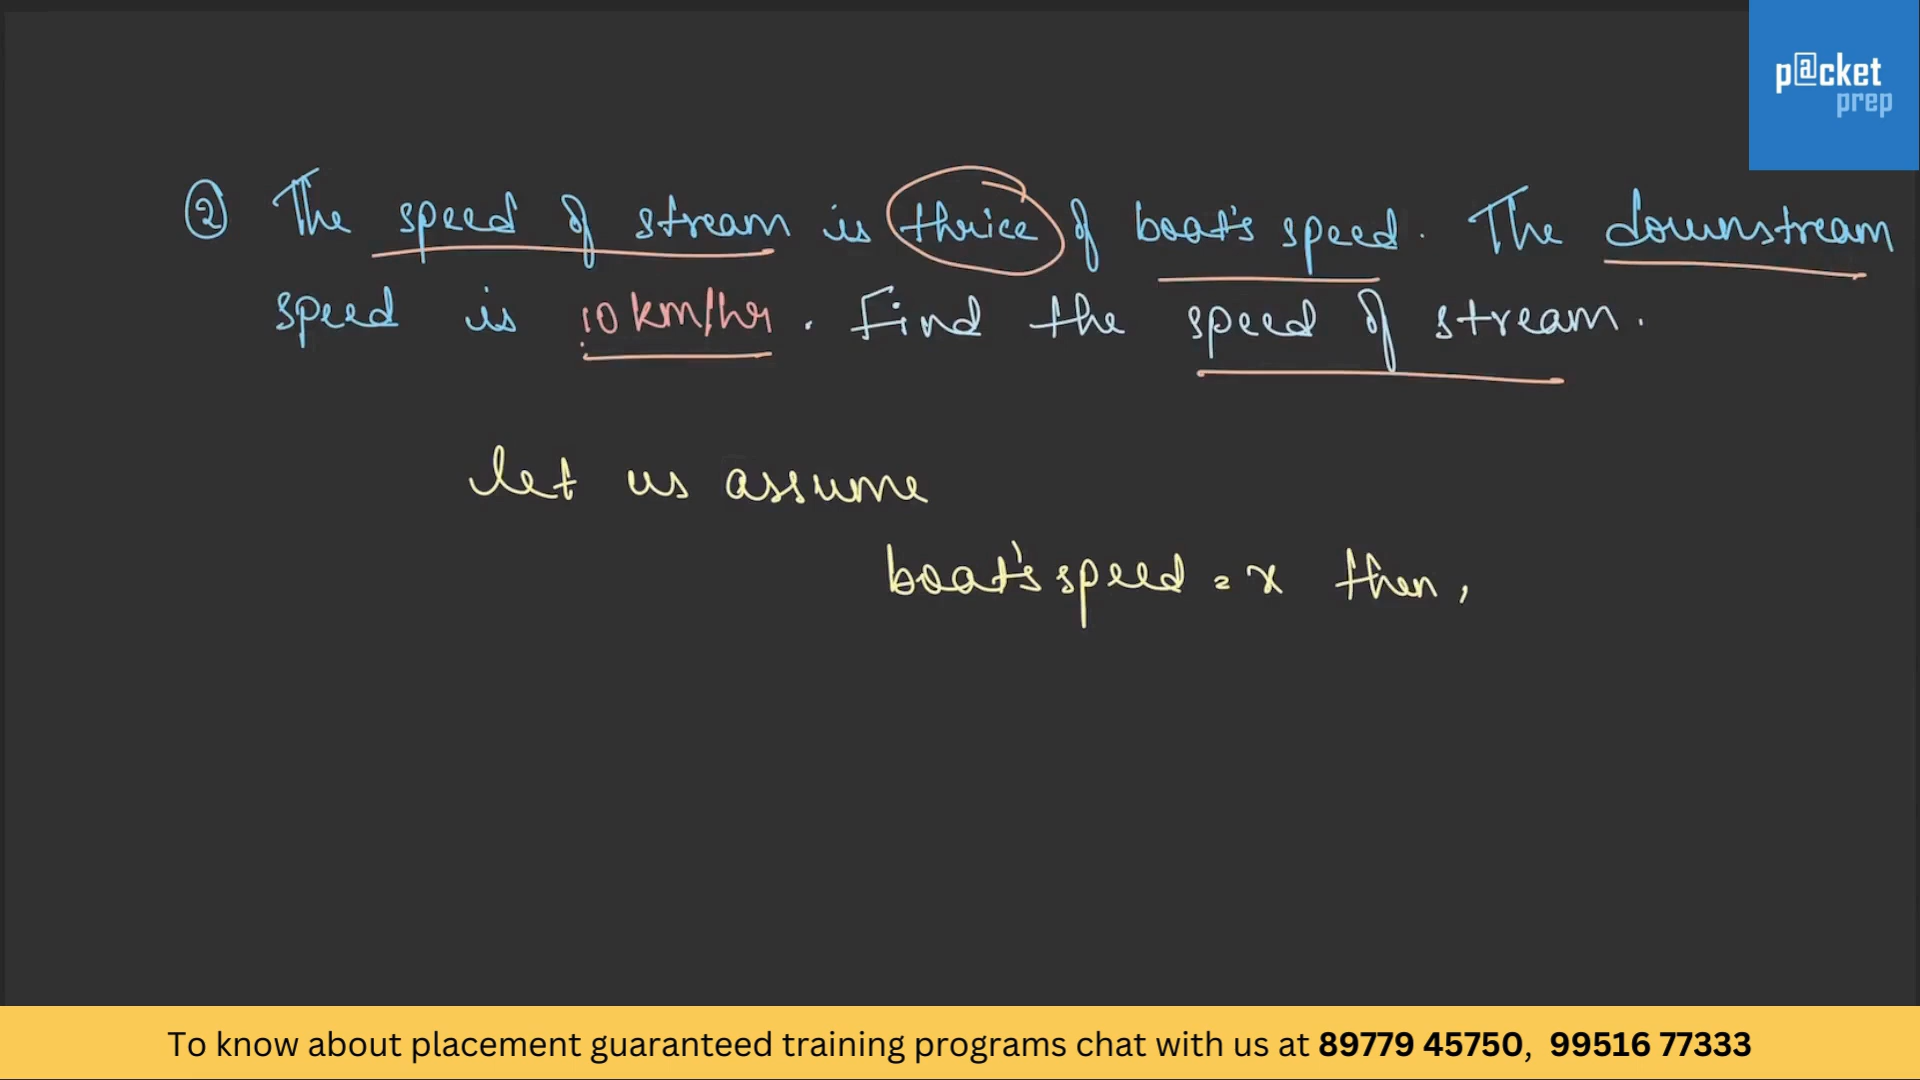 p@cket
prep
② The speed of stream is thrice of boat's speed. The downstream
speed is 10 km/hr. Find the speed of stream.
let us assume
boat's speed = x then,
To know about placement guaranteed training programs chat with us at 89779 45750, 99516 77333